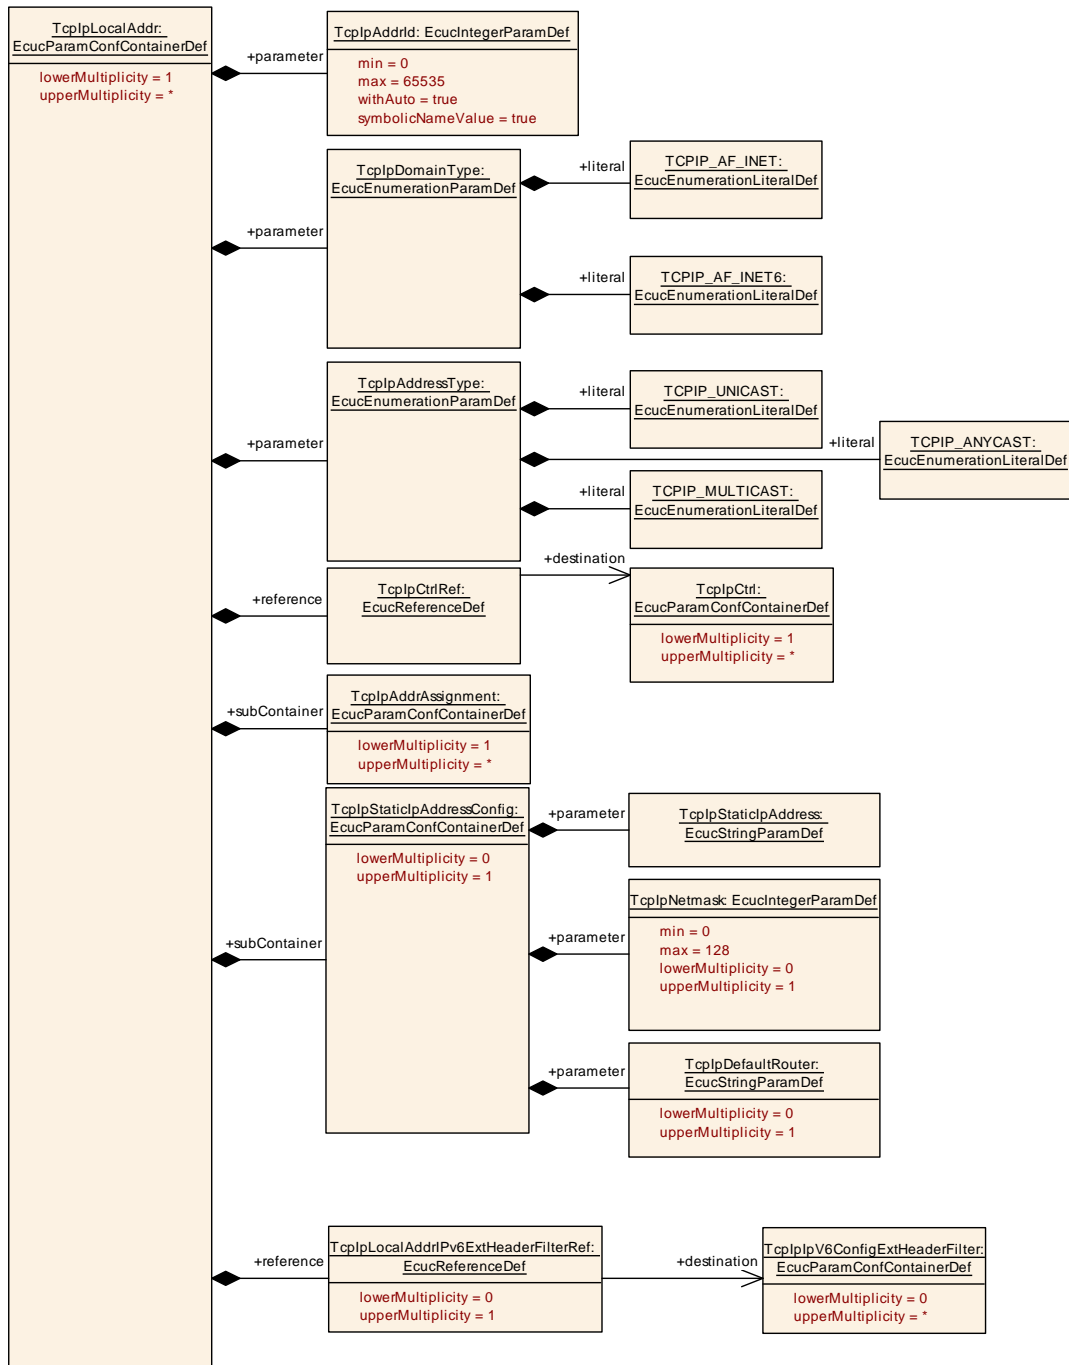 TcpIpLocalAddr:
EcucParamConfContainerDef
lowerMultiplicity = 1
upperMultiplicity = *
+parameter
TcpIpAddrId: EcucIntegerParamDef
min = 0
max = 65535
withAuto = true
symbolicNameValue = true
+parameter
TcpIpDomainType:
EcucEnumerationParamDef
+literal
TCPIP_AF_INET:
EcucEnumerationLiteralDef
+literal
TCPIP_AF_INET6:
EcucEnumerationLiteralDef
+parameter
TcpIpAddressType:
EcucEnumerationParamDef
+literal
TCPIP_UNICAST:
EcucEnumerationLiteralDef
+literal
TCPIP_ANYCAST:
EcucEnumerationLiteralDef
+literal
TCPIP_MULTICAST:
EcucEnumerationLiteralDef
+reference
TcpIpCtrlRef:
EcucReferenceDef
+destination
TcpIpCtrl:
EcucParamConfContainerDef
lowerMultiplicity = 1
upperMultiplicity = *
+subContainer
TcpIpAddrAssignment:
EcucParamConfContainerDef
lowerMultiplicity = 1
upperMultiplicity = *
+subContainer
TcpIpStaticIpAddressConfig:
EcucParamConfContainerDef
lowerMultiplicity = 0
upperMultiplicity = 1
+parameter
TcpIpStaticIpAddress:
EcucStringParamDef
+parameter
TcpIpNetmask: EcucIntegerParamDef
min = 0
max = 128
lowerMultiplicity = 0
upperMultiplicity = 1
+parameter
TcpIpDefaultRouter:
EcucStringParamDef
lowerMultiplicity = 0
upperMultiplicity = 1
+reference
TcpIpLocalAddrIPv6ExtHeaderFilterRef:
EcucReferenceDef
lowerMultiplicity = 0
upperMultiplicity = 1
+destination
TcpIpIpV6ConfigExtHeaderFilter:
EcucParamConfContainerDef
lowerMultiplicity = 0
upperMultiplicity = *